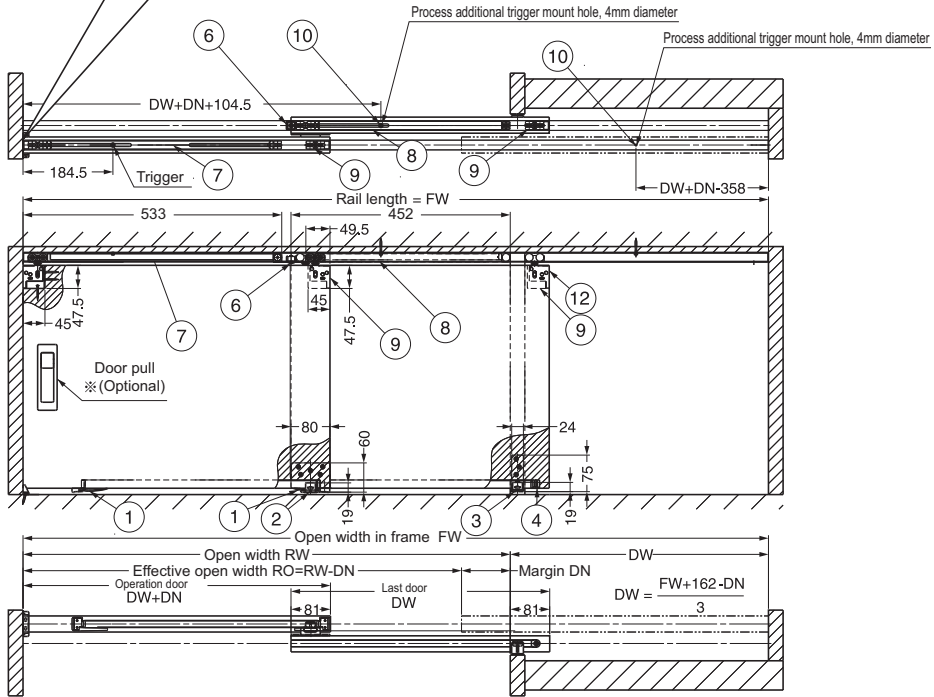 Process additional trigger mount hole, 4mm diameter
6
10
Process additional trigger mount hole, 4mm diameter
10
DW+DN+104.5
184.5
Trigger
7
9
8
9
DW+DN-358
Rail length = FW
533
452
49.5
45
47.5
7
6
45
47.5
9
8
12
9
Door pull
※(Optional)
80
60
19
24
75
19
1
1
2
3
4
Open width in frame FW
Open width RW
DW
Effective open width RO=RW-DN
Margin DN
Operation door
DW+DN
Last door
DW
DW = FW+162-DN
3
81
81